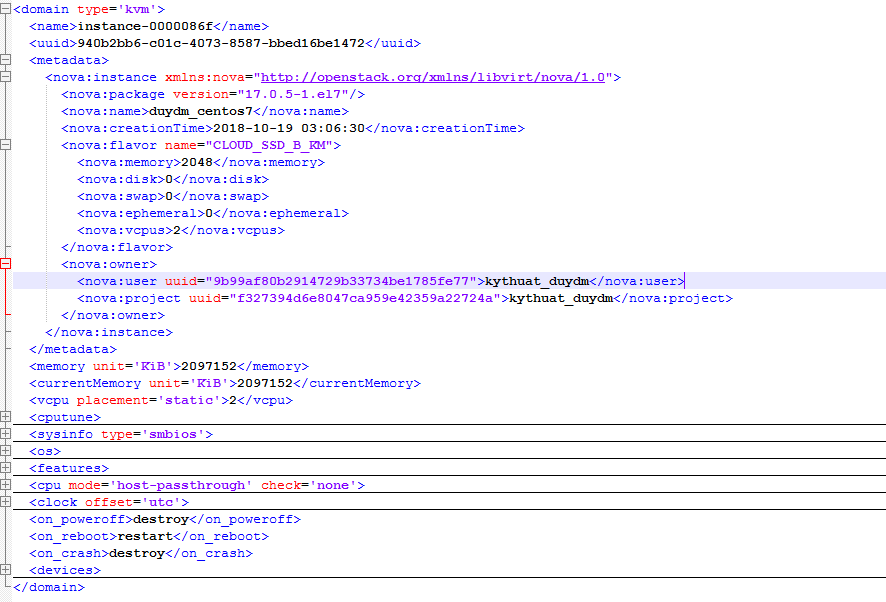 <domain type='kvm'>
<name>instance-0000086f</name>
<uuid>940b2bb6-c01c-4073-8587-bbed16be1472</uuid>
<metadata>
<nova:instance xmlns:nova="http://openstack.org/xmlns/libvirt/nova/1.0">
<nova:package version="17.0.5-1.el7"/>
<nova:name>duydm_centos7</nova:name>
<nova:creationTime>2018-10-19 03:06:30</nova:creationTime>
<nova:flavor name="CLOUD_SSD_B_KM">
<nova:memory>2048</nova:memory>
<nova:disk>0</nova:disk>
<nova:swap>0</nova:swap>
<nova:ephemeral>0</nova:ephemeral>
<nova:vcpus>2</nova:vcpus>
</nova:flavor>
<nova:owner>
<nova:user uuid="9b99af80b2914729b33734be1785fe77">kythuat_duydm</nova:user>
<nova:project uuid="f327394d6e8047ca959e42359a22724a">kythuat_duydm</nova:project>
</nova:owner>
</nova:instance>
</metadata>
<memory unit='KiB'>2097152</memory>
<currentMemory unit='KiB'>2097152</currentMemory>
<vcpu placement='static'>2</vcpu>
<cputune>
<sysinfo type='smbios'>
<os>
<features>
<cpu mode='host-passthrough' check='none'>
<clock offset='utc'>
<on_poweroff>destroy</on_poweroff>
<on_reboot>restart</on_reboot>
<on_crash>destroy</on_crash>
<devices>
</domain>